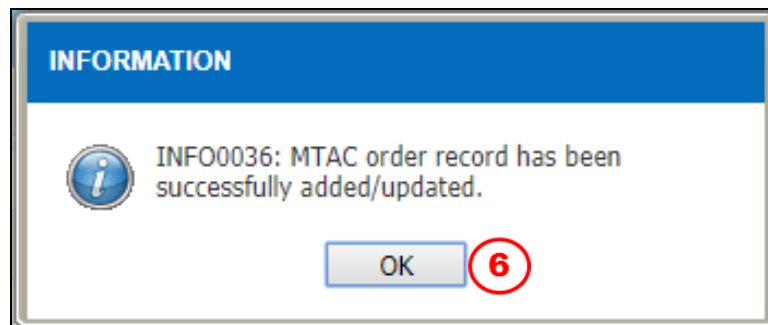 INFORMATION
INFO0036: MTAC order record has been
successfully added/updated.
OK
6